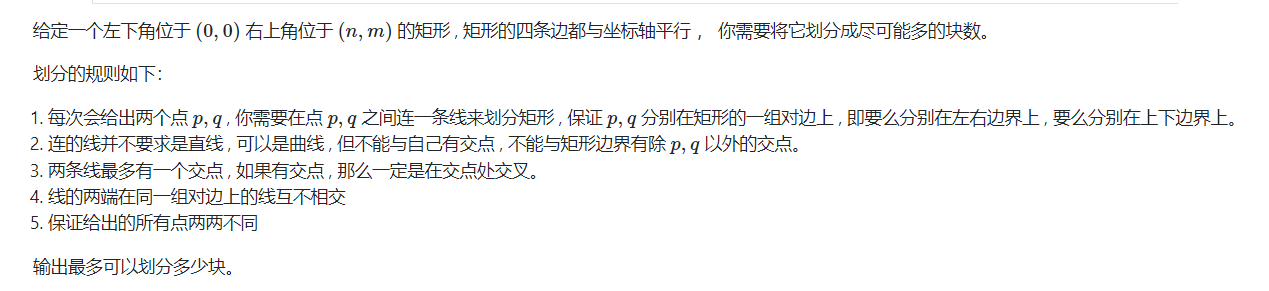 给定一个左下角位于 (0, 0) 右上角位于 (n, m) 的矩形 , 矩形的四条边都与坐标轴平行 ， 你需要将它划分成尽可能多的块数。
划分的规则如下：
1. 每次会给出两个点 p, q , 你需要在点 p, q 之间连一条线来划分矩形 , 保证 p, q 分别在矩形的一组对边上 , 即要么分别在左右边界上 , 要么分别在上下边界上。
2. 连的线并不要求是直线 , 可以是曲线 , 但不能与自己有交点 , 不能与矩形边界有除 p, q 以外的交点。
3. 两条线最多有一个交点 , 如果有交点 , 那么一定是在交点处交叉。
4. 线的两端在同一组对边上的线互不相交
5. 保证给出的所有点两两不同
输出最多可以划分多少块。